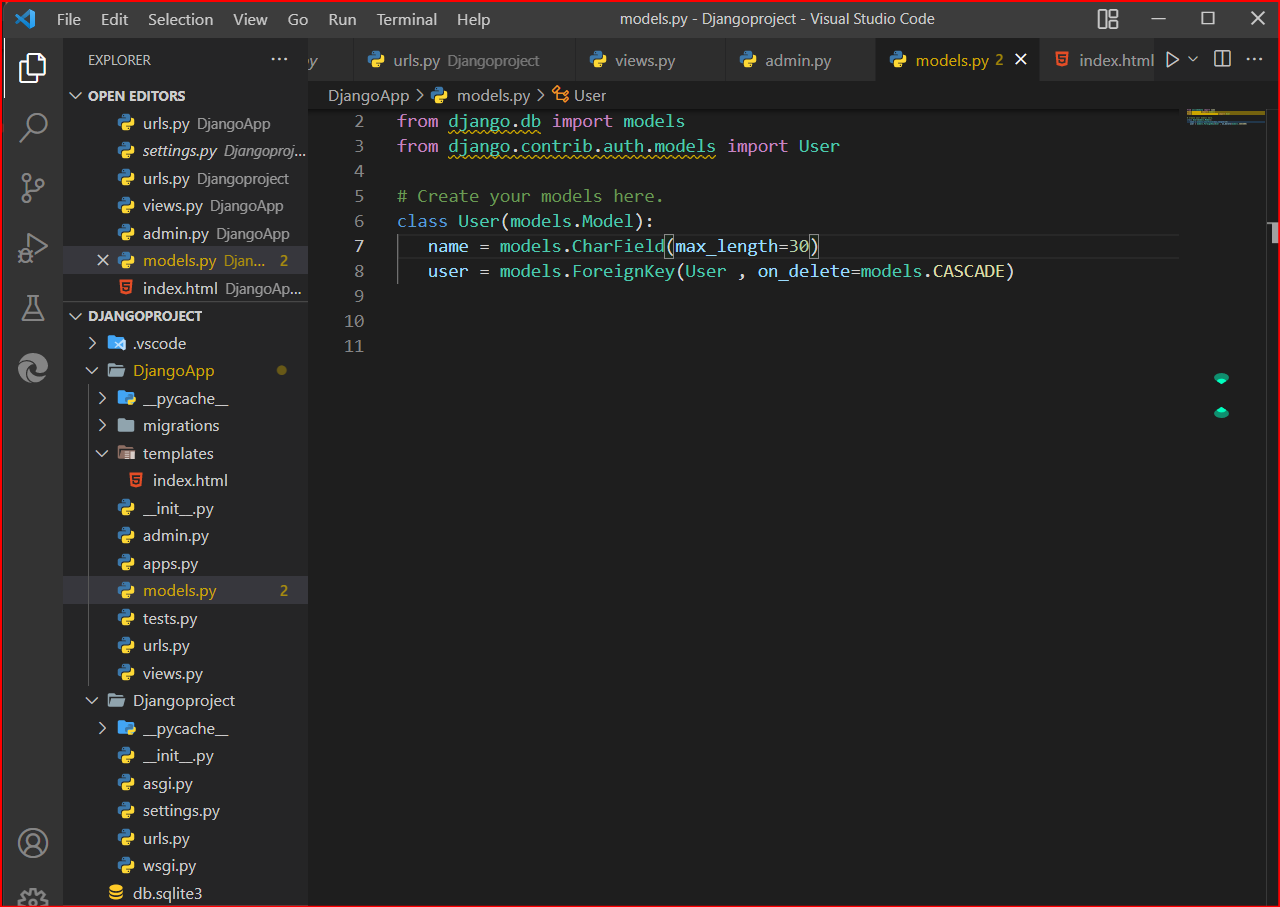 File Edit Selection View Go Run Terminal Help models.py - Djangoproject - Visual Studio Code
EXPLORER ...
OPEN EDITORS
urls.py DjangoApp
settings.py Djangoproj...
urls.py Djangoproject
views.py DjangoApp
admin.py DjangoApp
models.py Djan... 2
index.html DjangoAp...
DJANGOPROJECT
.vscode
DjangoApp
__pycache__
migrations
templates
index.html
__init__.py
admin.py
apps.py
models.py 2
tests.py
urls.py
views.py
Djangoproject
__pycache__
__init__.py
asgi.py
settings.py
urls.py
wsgi.py
db.sqlite3
y urls.py Djangoproject views.py admin.py models.py 2 index.html
DjangoApp > models.py > User
2 from django.db import models
3 from django.contrib.auth.models import User
4
5 # Create your models here.
6 class User(models.Model):
7 name = models.CharField(max_length=30)
8 user = models.ForeignKey(User , on_delete=models.CASCADE)
9
10
11